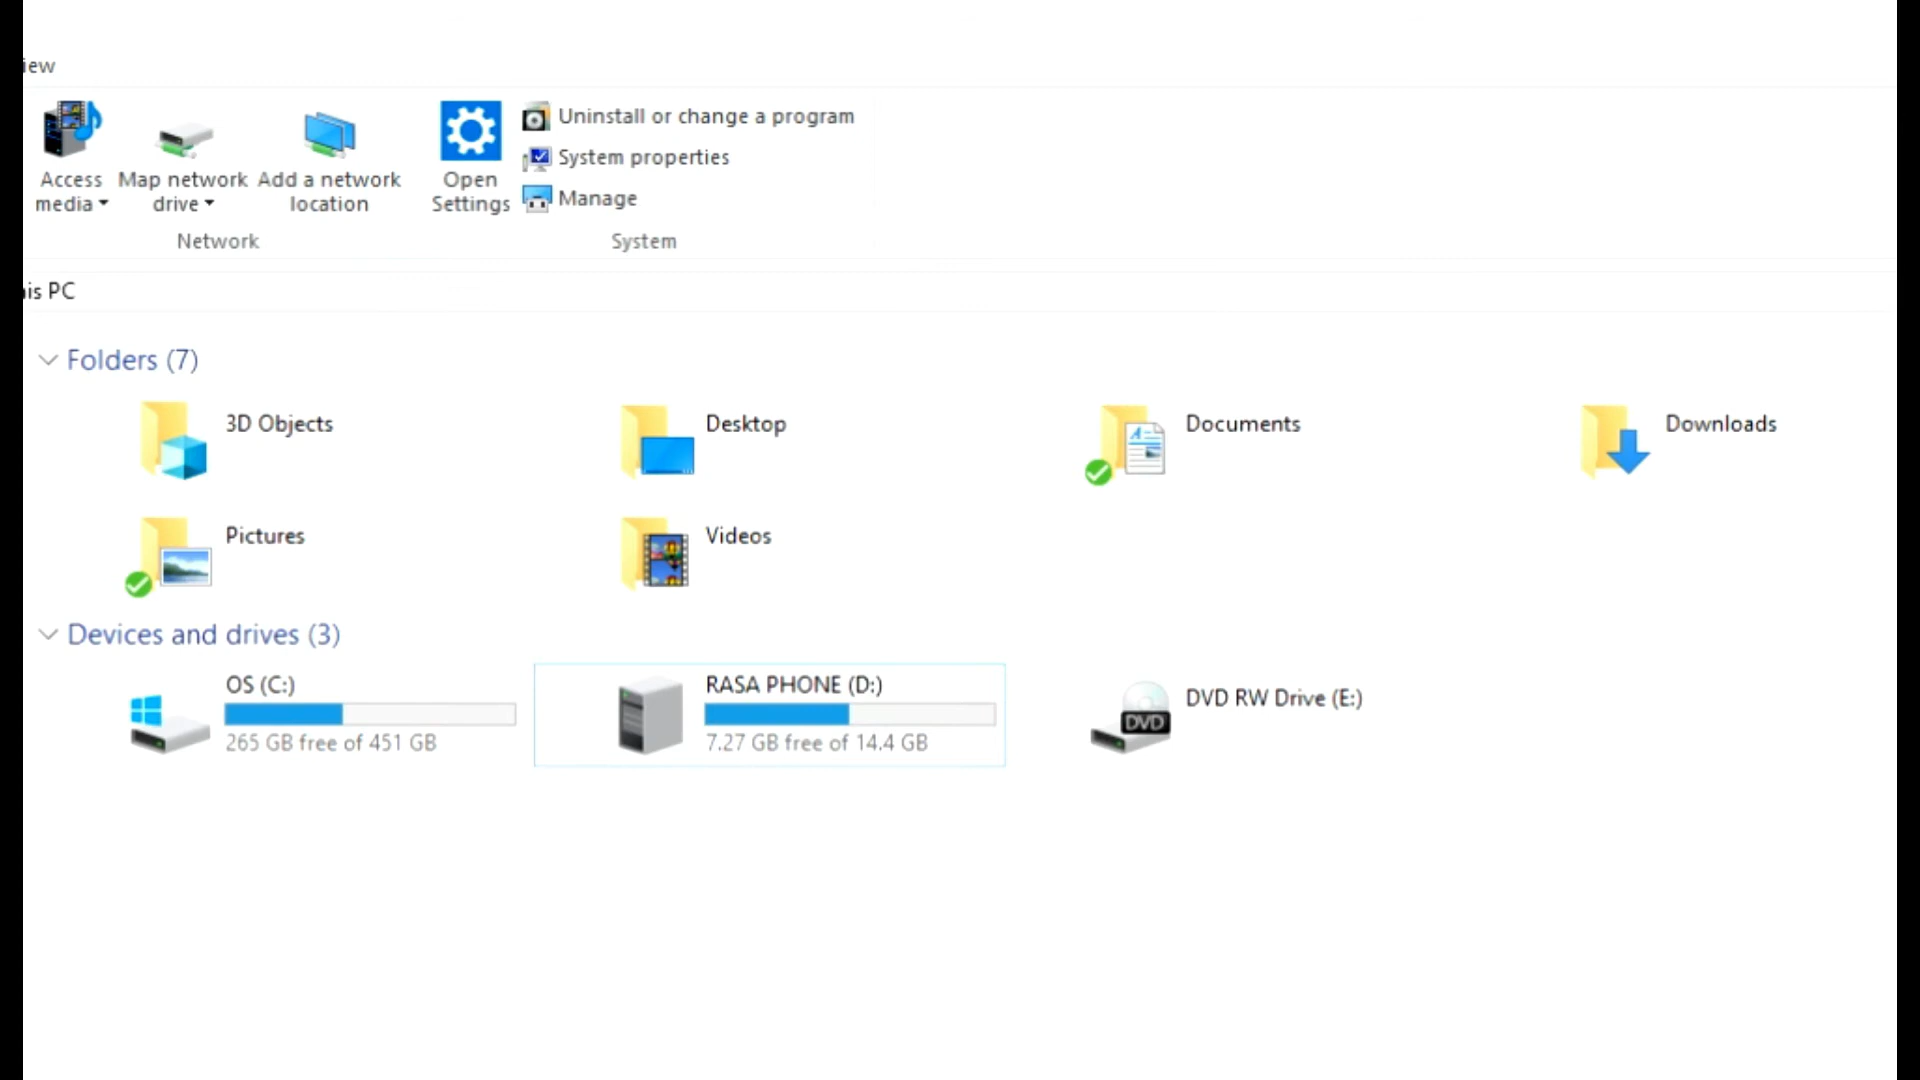 iew
Uninstall or change a program
System properties
Manage
Access media
Map network drive
Add a network location
Open Settings
Network
System
is PC
Folders (7)
3D Objects
Desktop
Documents
Downloads
Pictures
Videos
Devices and drives (3)
OS (C:)
265 GB free of 451 GB
RASA PHONE (D:)
7.27 GB free of 14.4 GB
DVD
DVD RW Drive (E:)